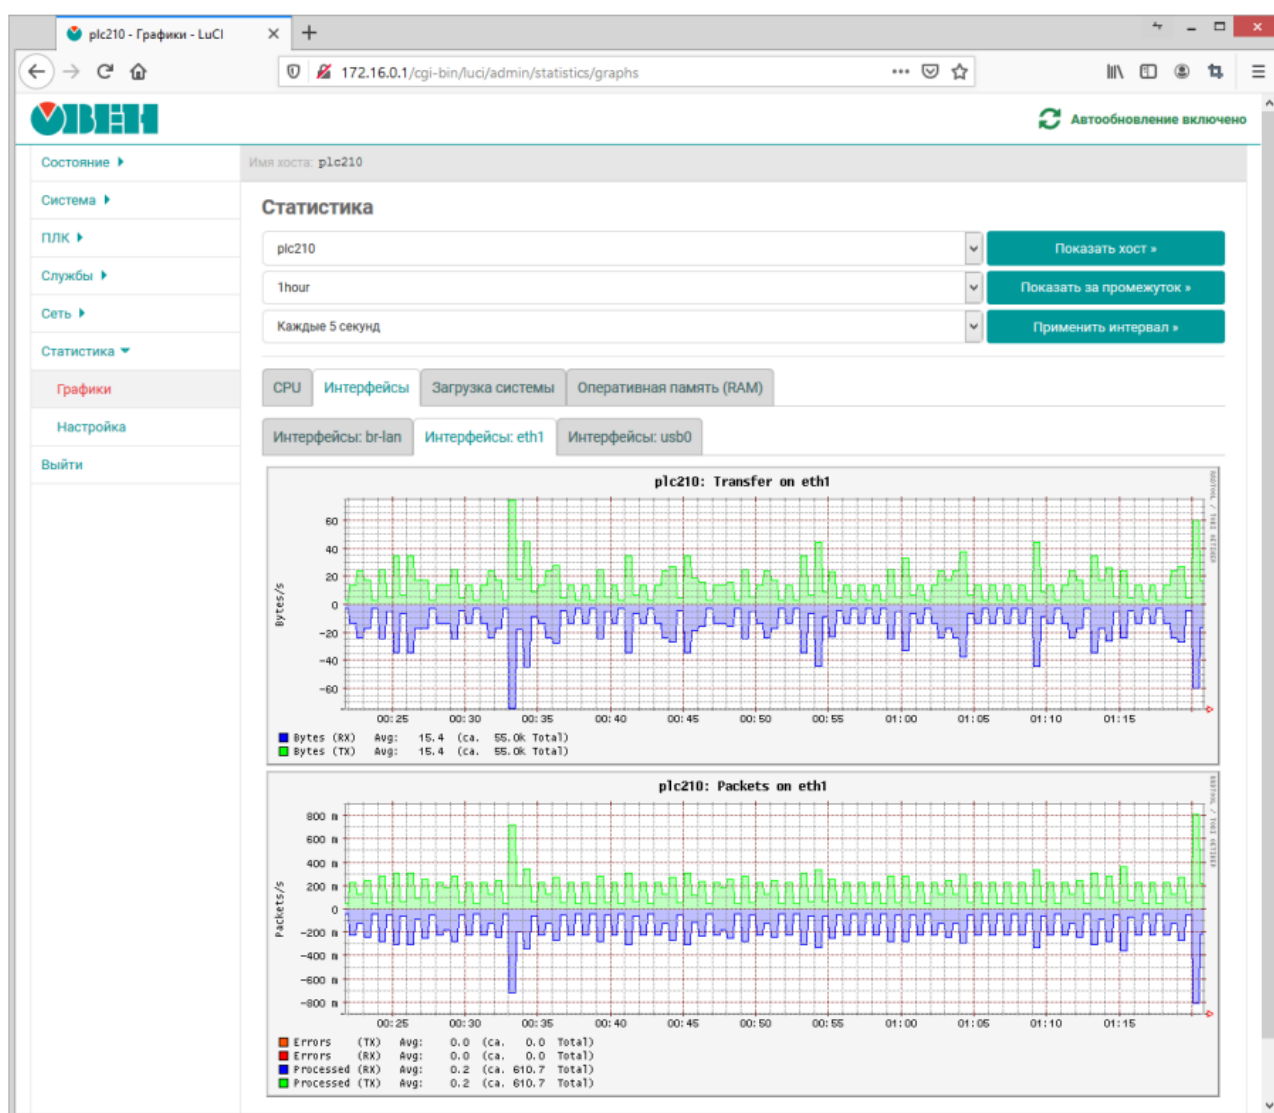 plc210 - Графики - LuCI
172.16.0.1/cgi-bin/luci/admin/statistics/graphs
ОВЕН
Автообновление включено
Состояние
Имя хоста: plc210
Система
ПЛК
Службы
Сеть
Статистика
Графики
Настройка
Выйти
Статистика
plc210
Показать хост »
1hour
Показать за промежуток »
Каждые 5 секунд
Применить интервал »
CPU Интерфейсы Загрузка системы Оперативная память (RAM)
Интерфейсы: br-lan Интерфейсы: eth1 Интерфейсы: usb0
plc210: Transfer on eth1
RRDTOOL / TOBI OETIKER
Bytes/s
60
40
20
0
-20
-40
-60
00:25 00:30 00:35 00:40 00:45 00:50 00:55 01:00 01:05 01:10 01:15
Bytes (RX) Avg: 15.4 (ca. 55.0k Total)
Bytes (TX) Avg: 15.4 (ca. 55.0k Total)
plc210: Packets on eth1
RRDTOOL / TOBI OETIKER
Packets/s
800 m
600 m
400 m
200 m
0
-200 m
-400 m
-600 m
-800 m
00:25 00:30 00:35 00:40 00:45 00:50 00:55 01:00 01:05 01:10 01:15
Errors (TX) Avg: 0.0 (ca. 0.0 Total)
Errors (RX) Avg: 0.0 (ca. 0.0 Total)
Processed (RX) Avg: 0.2 (ca. 610.7 Total)
Processed (TX) Avg: 0.2 (ca. 610.7 Total)